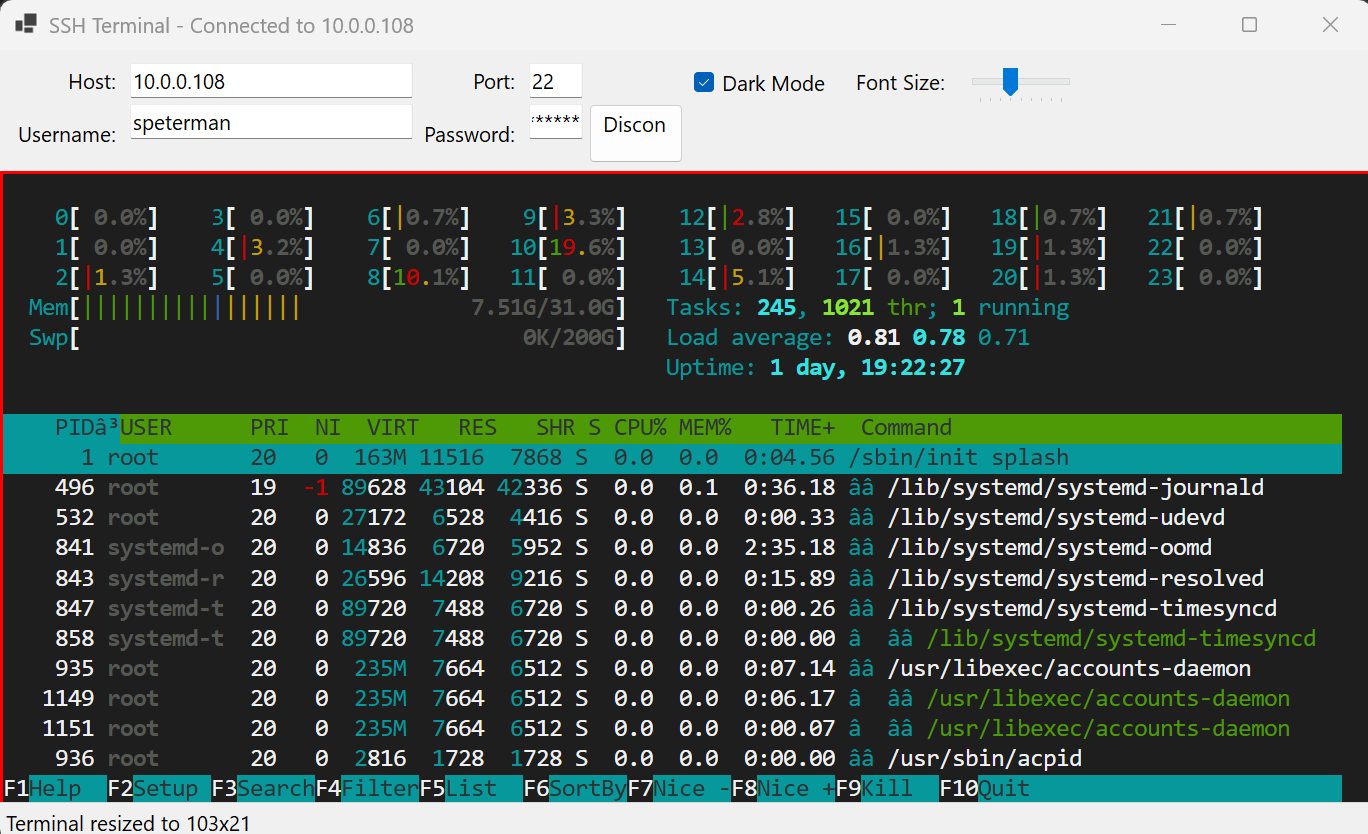 SSH Terminal - Connected to 10.0.0.108
Host: 10.0.0.108 Port: 22 Dark Mode Font Size:
Username: speterman Password: ****** Discon
0[ 0.0%] 3[ 0.0%] 6[|0.7%] 9[|3.3%] 12[|2.8%] 15[ 0.0%] 18[|0.7%] 21[|0.7%]
1[ 0.0%] 4[|3.2%] 7[ 0.0%] 10[19.6%] 13[ 0.0%] 16[|1.3%] 19[|1.3%] 22[ 0.0%]
2[|1.3%] 5[ 0.0%] 8[10.1%] 11[ 0.0%] 14[|5.1%] 17[ 0.0%] 20[|1.3%] 23[ 0.0%]
Mem[||||||||||||||||| 7.51G/31.0G] Tasks: 245, 1021 thr; 1 running
Swp[ 0K/200G] Load average: 0.81 0.78 0.71
Uptime: 1 day, 19:22:27
PIDâ³USER PRI NI VIRT RES SHR S CPU% MEM% TIME+ Command
1 root 20 0 163M 11516 7868 S 0.0 0.0 0:04.56 /sbin/init splash
496 root 19 -1 89628 43104 42336 S 0.0 0.1 0:36.18 ââ /lib/systemd/systemd-journald
532 root 20 0 27172 6528 4416 S 0.0 0.0 0:00.33 ââ /lib/systemd/systemd-udevd
841 systemd-o 20 0 14836 6720 5952 S 0.0 0.0 2:35.18 ââ /lib/systemd/systemd-oomd
843 systemd-r 20 0 26596 14208 9216 S 0.0 0.0 0:15.89 ââ /lib/systemd/systemd-resolved
847 systemd-t 20 0 89720 7488 6720 S 0.0 0.0 0:00.26 ââ /lib/systemd/systemd-timesyncd
858 systemd-t 20 0 89720 7488 6720 S 0.0 0.0 0:00.00 â ââ /lib/systemd/systemd-timesyncd
935 root 20 0 235M 7664 6512 S 0.0 0.0 0:07.14 ââ /usr/libexec/accounts-daemon
1149 root 20 0 235M 7664 6512 S 0.0 0.0 0:06.17 â ââ /usr/libexec/accounts-daemon
1151 root 20 0 235M 7664 6512 S 0.0 0.0 0:00.07 â ââ /usr/libexec/accounts-daemon
936 root 20 0 2816 1728 1728 S 0.0 0.0 0:00.00 ââ /usr/sbin/acpid
F1Help F2Setup F3SearchF4FilterF5List F6SortByF7Nice -F8Nice +F9Kill F10Quit
Terminal resized to 103x21